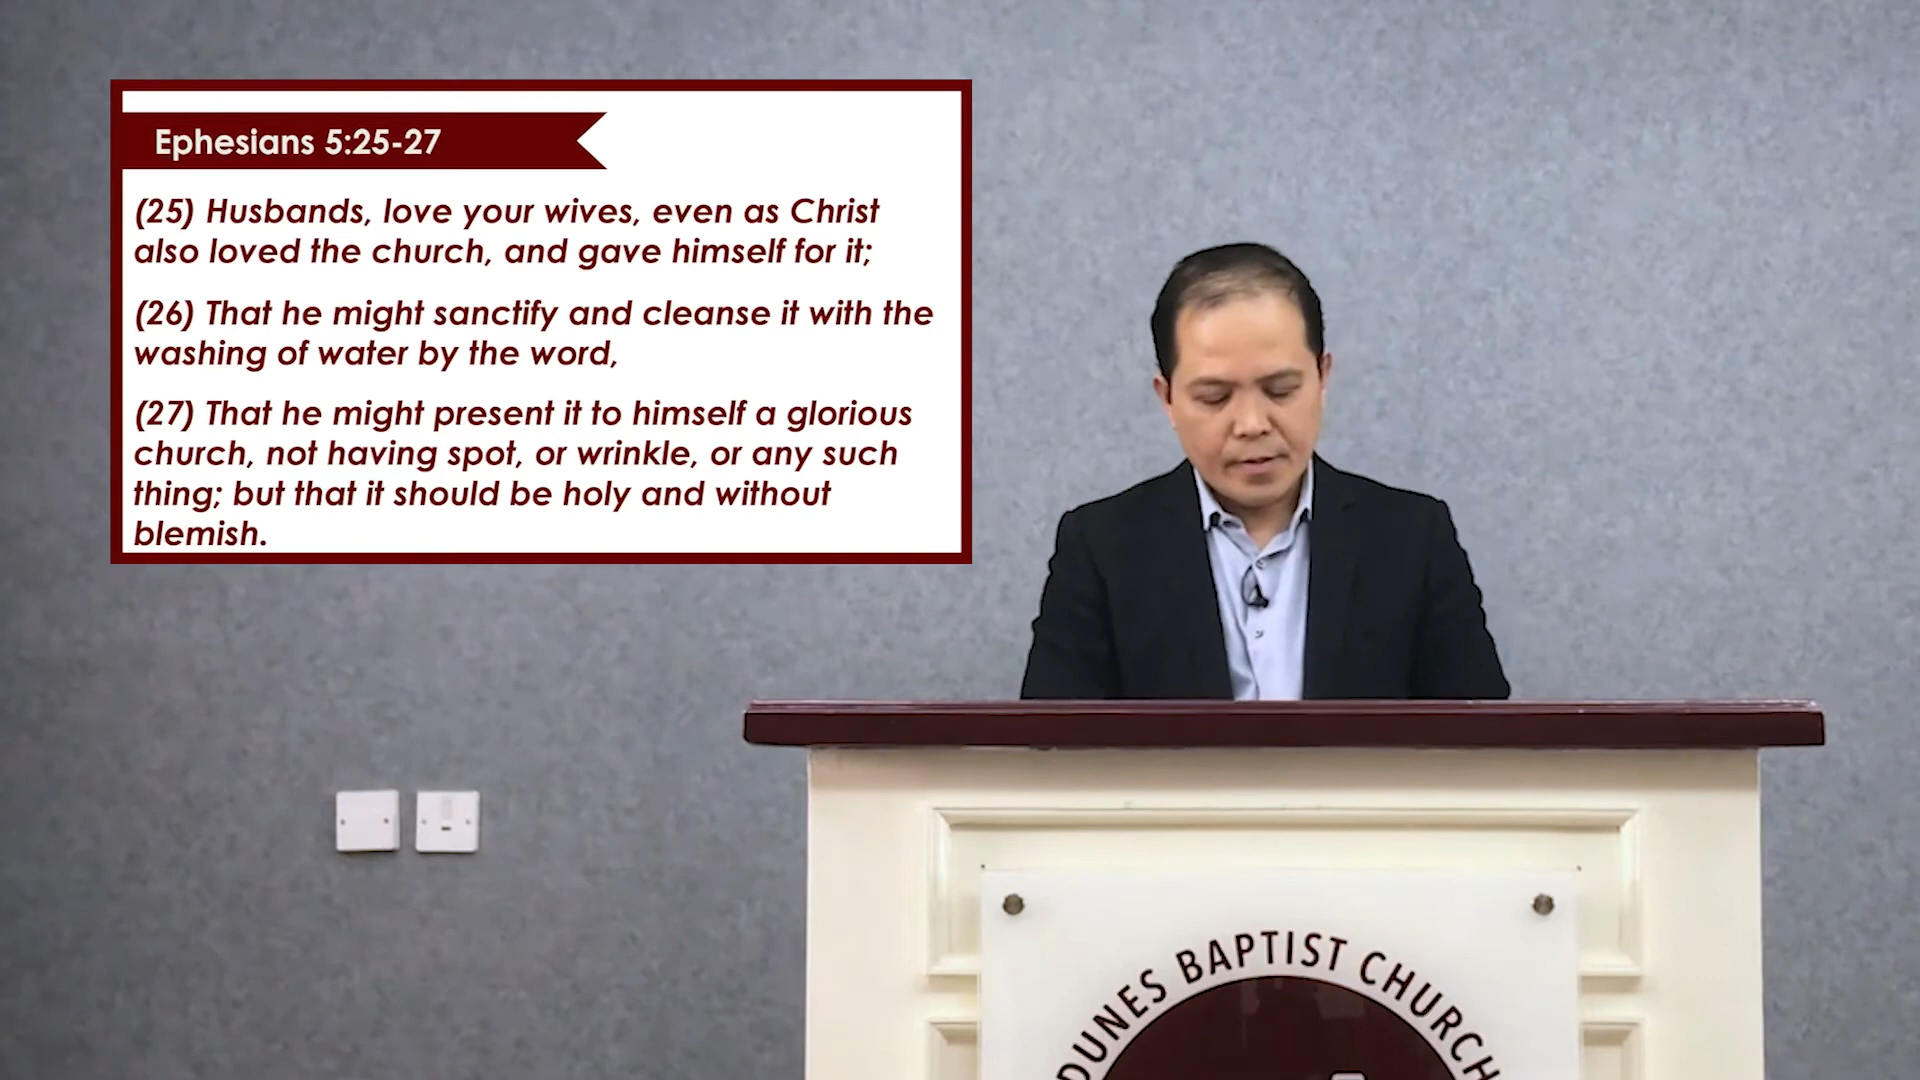 Ephesians 5:25-27
(25) Husbands, love your wives, even as Christ
also loved the church, and gave himself for it;
(26) That he might sanctify and cleanse it with the
washing of water by the word,
(27) That he might present it to himself a glorious
church, not having spot, or wrinkle, or any such
thing; but that it should be holy and without
blemish.
DUNES BAPTIST CHURCH